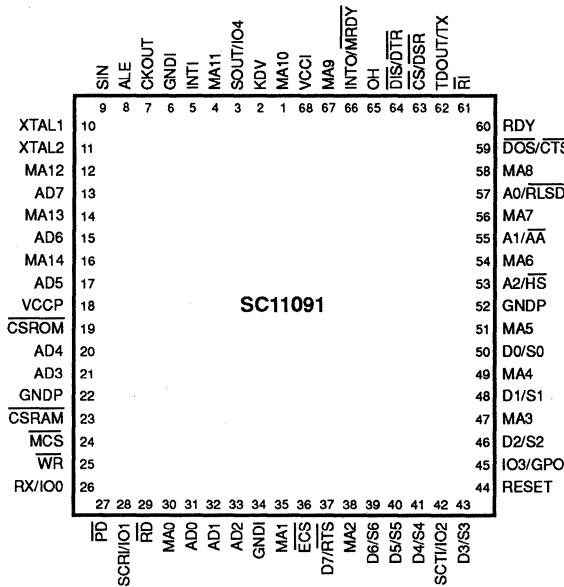 SIN
ALE
CKOUT
GNDI
INTI
MA11
SOUT/IO4
KDV
MA10
VCCI
MA9
INTO/MRDY
OH
DIS/DTR
CS/DSR
TDOUT/TX
RI
9 8 7 6 5 4 3 2 1 68 67 66 65 64 63 62 61
XTAL1 10
XTAL2 11
MA12 12
AD7 13
MA13 14
AD6 15
MA14 16
AD5 17
VCCP 18
CSROM 19
AD4 20
AD3 21
GNDP 22
CSRAM 23
MCS 24
WR 25
RX/IO0 26
SC11091
60 RDY
59 DOS/CTS
58 MA8
57 A0/RLSD
56 MA7
55 A1/AA
54 MA6
53 A2/HS
52 GNDP
51 MA5
50 D0/S0
49 MA4
48 D1/S1
47 MA3
46 D2/S2
45 IO3/GPO
44 RESET
27 28 29 30 31 32 33 34 35 36 37 38 39 40 41 42 43
PD
SCRI/IO1
RD
MA0
AD0
AD1
AD2
GNDI
MA1
ECS
D7/RTS
MA2
D6/S6
D5/S5
D4/S4
SCTI/IO2
D3/S3